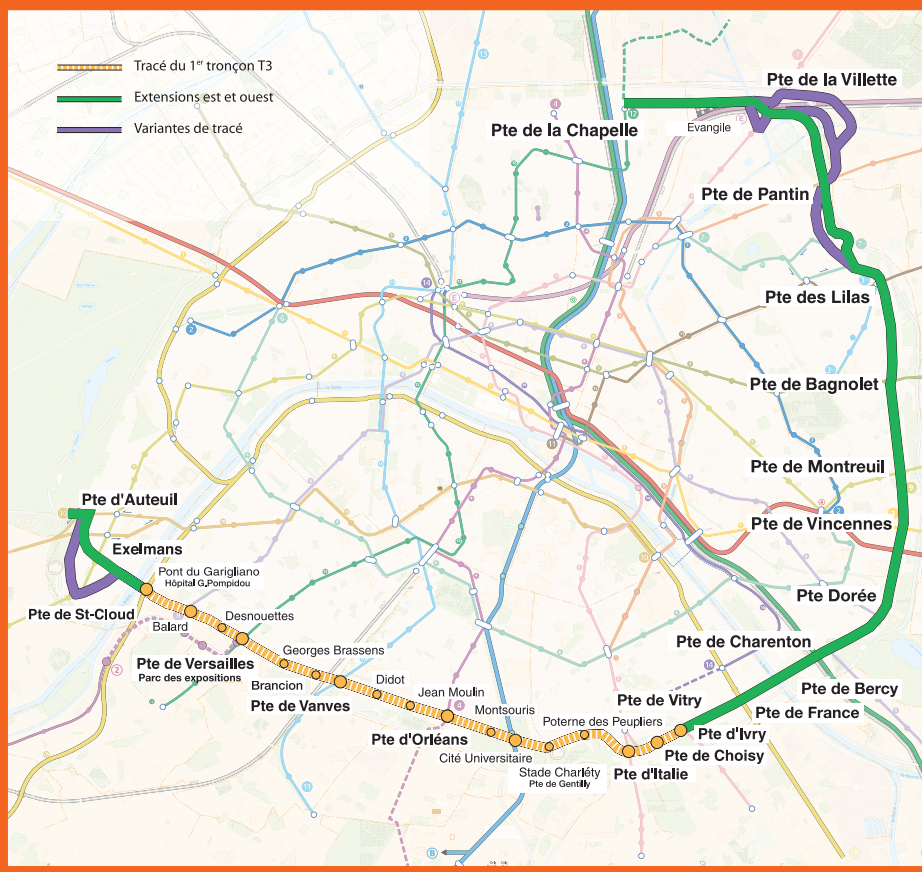 Tracé du 1er tronçon T3
Extensions est et ouest
Variantes de tracé
Pte de la Villette
Pte de la Chapelle
Evangile
Pte de Pantin
Pte des Lilas
Pte de Bagnolet
Pte de Montreuil
Pte de Vincennes
Pte Dorée
Pte de Charenton
Pte de Bercy
Pte de France
Pte de Vitry
Pte d'Ivry
Pte de Choisy
Pte d'Italie
Poterne des Peupliers
Stade Charléty
Pte de Gentilly
Cité Universitaire
Montsouris
Pte d'Orléans
Jean Moulin
Didot
Pte de Vanves
Brancion
Georges Brassens
Pte de Versailles
Parc des expositions
Desnouettes
Balard
Pont du Garigliano
Hôpital G.Pompidou
Pte de St-Cloud
Exelmans
Pte d'Auteuil